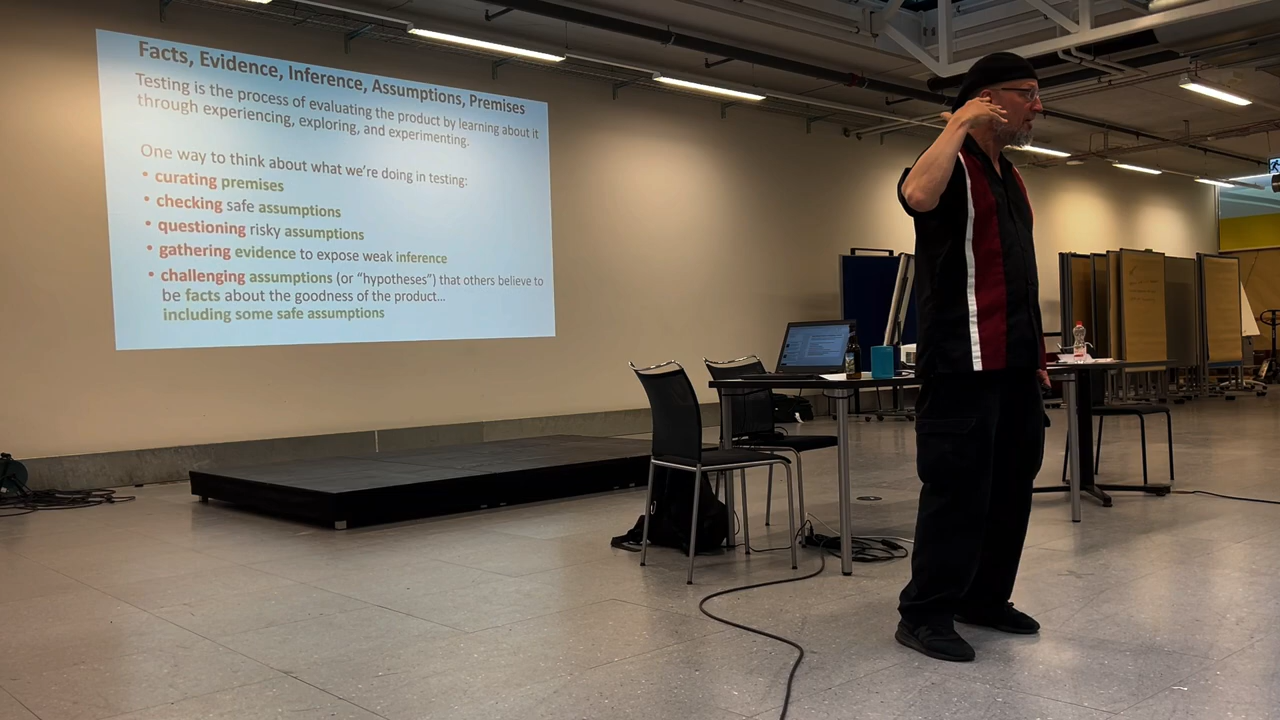 Facts, Evidence, Inference, Assumptions, Premises
Testing is the process of evaluating the product by learning about it
through experiencing, exploring, and experimenting.
One way to think about what we're doing in testing:
• curating premises
• checking safe assumptions
• questioning risky assumptions
• gathering evidence to expose weak inference
• challenging assumptions (or “hypotheses”) that others believe to
be facts about the goodness of the product...
including some safe assumptions